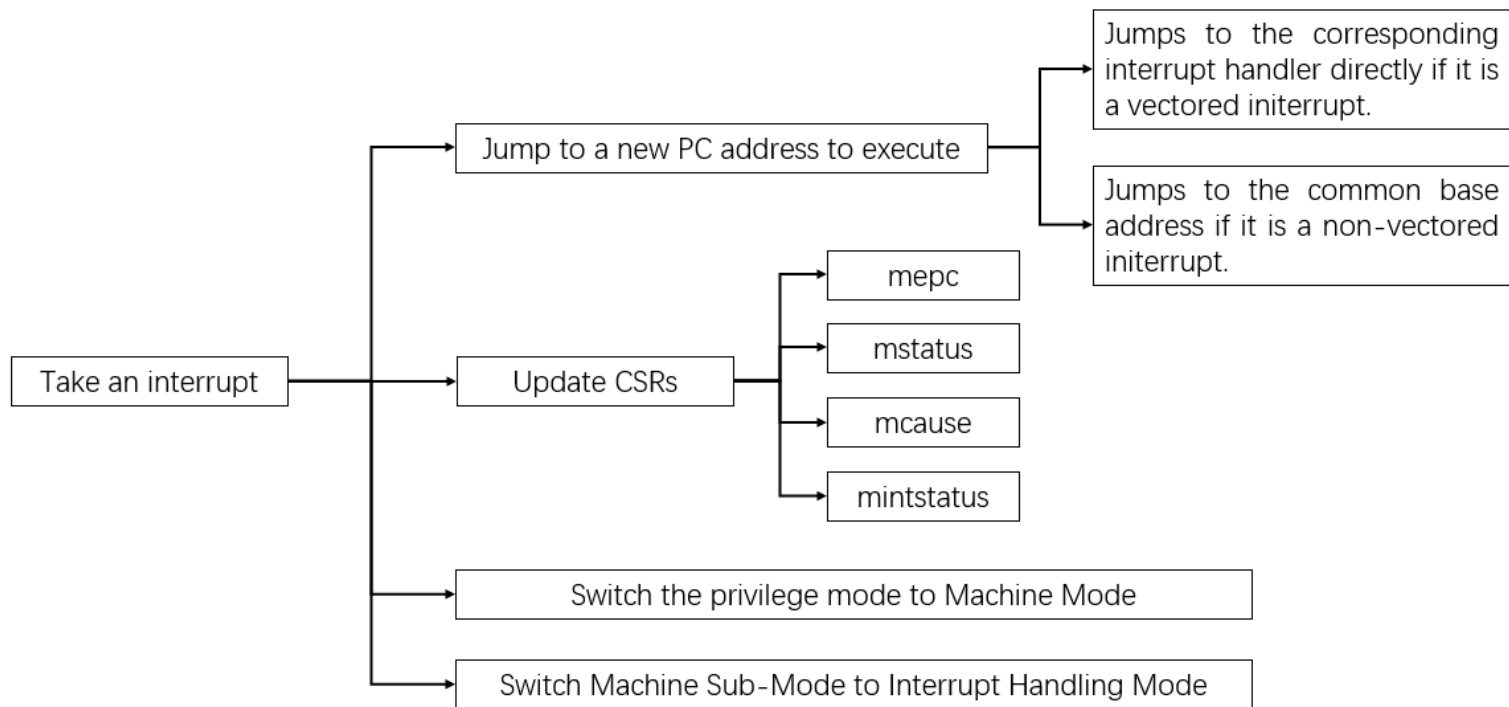 Jumps to the corresponding
interrupt handler directly if it is
a vectored initerrupt.
Jump to a new PC address to execute
Jumps to the common base
address if it is a non-vectored
initerrupt.
mepc
mstatus
Take an interrupt
Update CSRs
mcause
mintstatus
Switch the privilege mode to Machine Mode
Switch Machine Sub-Mode to Interrupt Handling Mode